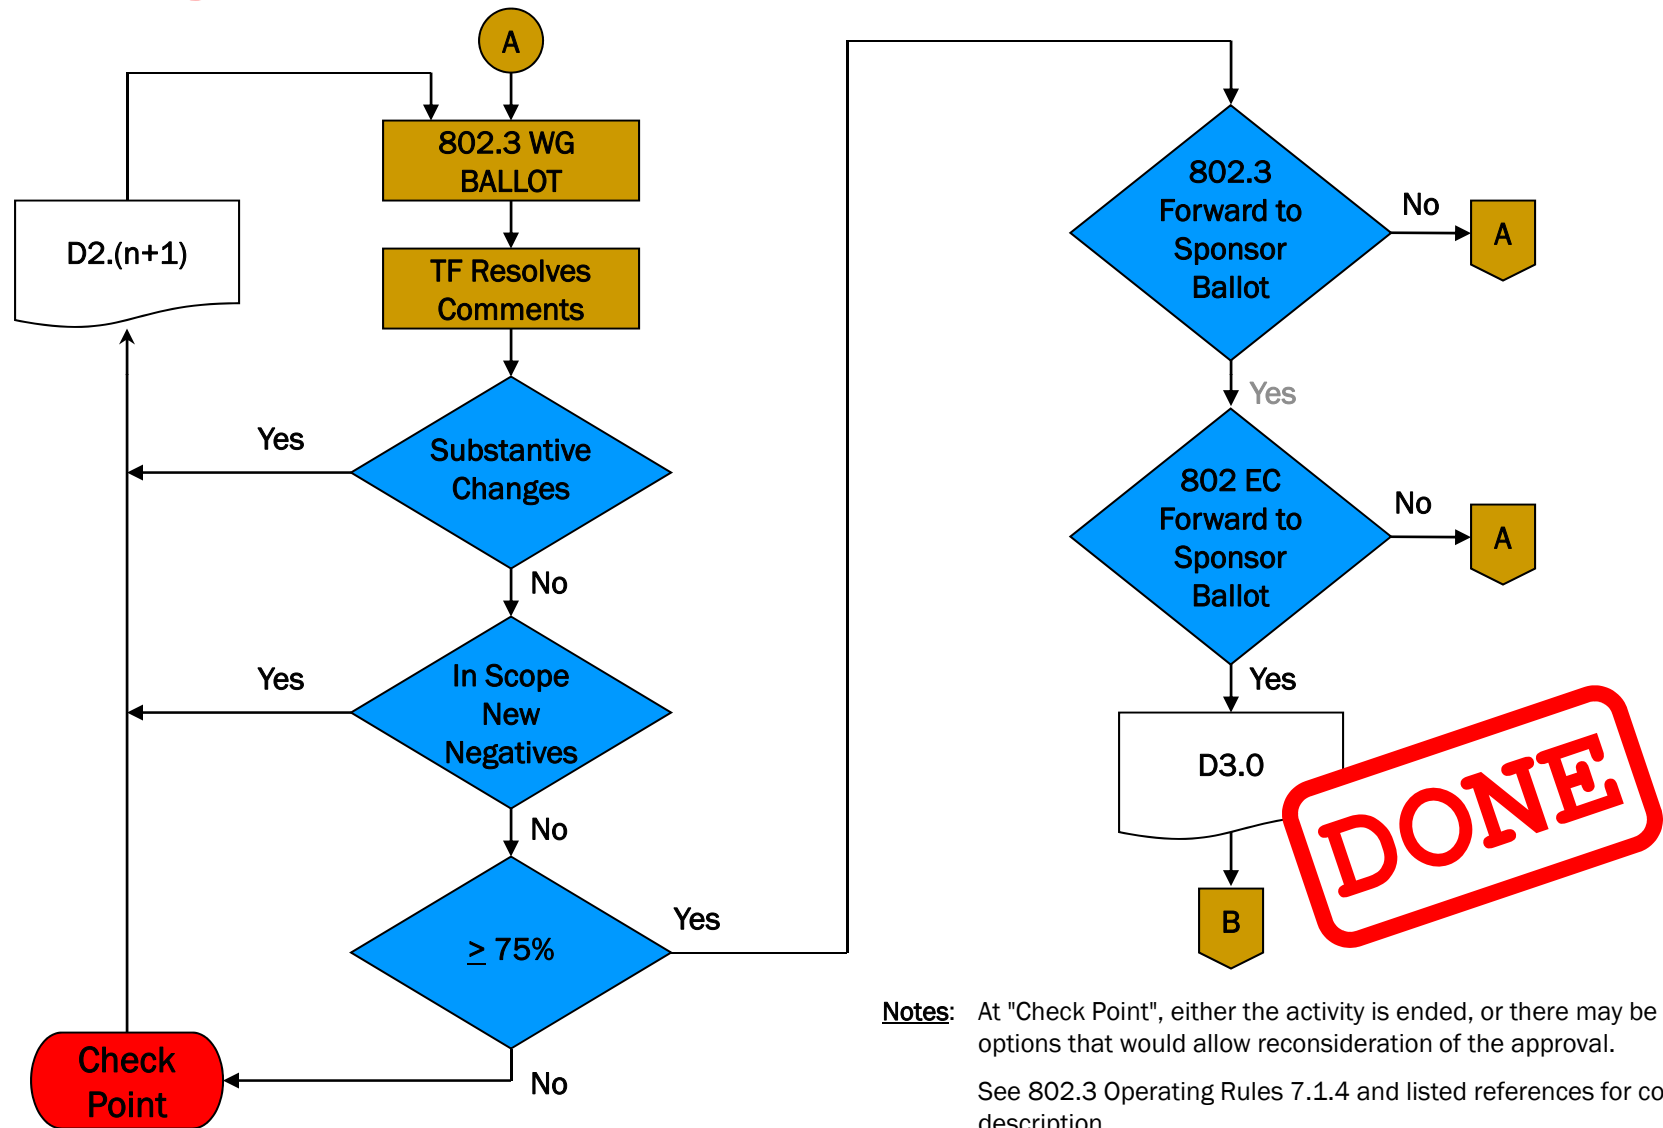 A
802.3 WG
BALLOT
D2.(n+1)
TF Resolves
Comments
Yes
Substantive
Changes
No
Yes
In Scope
New
Negatives
No
≥ 75%
Yes
No
Check
Point
802.3
Forward to
Sponsor
Ballot
No
A
Yes
802 EC
Forward to
Sponsor
Ballot
No
A
Yes
D3.0
DONE
B
Notes: At "Check Point", either the activity is ended, or there may be
options that would allow reconsideration of the approval.
See 802.3 Operating Rules 7.1.4 and listed references for
description